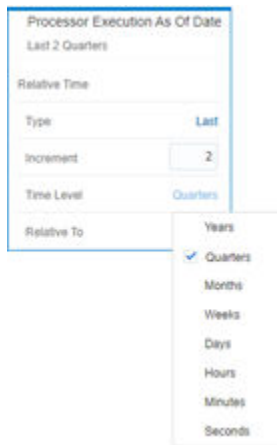 Processor Execution As Of Date
Last 2 Quarters
Relative Time
Type Last
Increment 2
Time Level Quarters
Relative To
Years
Quarters
Months
Weeks
Days
Hours
Minutes
Seconds